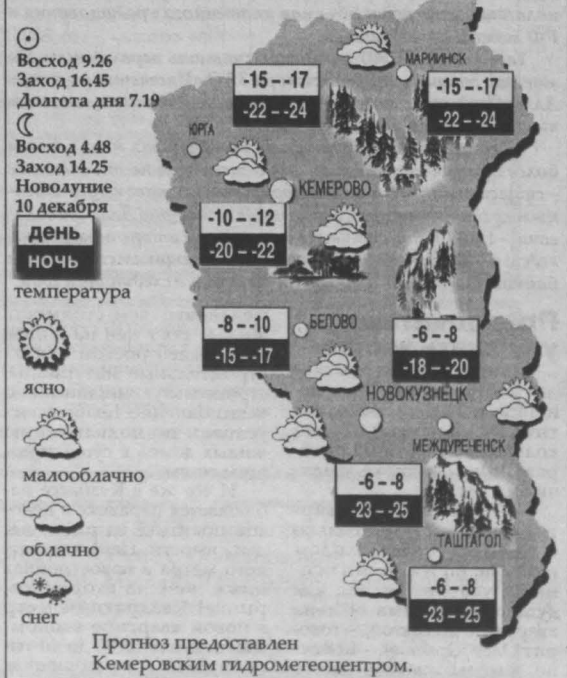 Восход 9.26
Заход 16.45
Долгота дня 7.19
Восход 4.48
Заход 14.25
Новолуние
10 декабря
день
ночь
температура
ясно
малооблачно
облачно
снег
МАРИИНСК
-15 – -17
-22 – -24
-15 – -17
-22 – -24
ЮРГА
КЕМЕРОВО
-10 – -12
-20 – -22
БЕЛОВО
-8 – -10
-15 – -17
-6 – -8
-18 – -20
НОВОКУЗНЕЦК
МЕЖДУРЕЧЕНСК
-6 – -8
-23 – -25
ТАШТАГОЛ
-6 – -8
-23 – -25
Прогноз предоставлен
Кемеровским гидрометеоцентром.